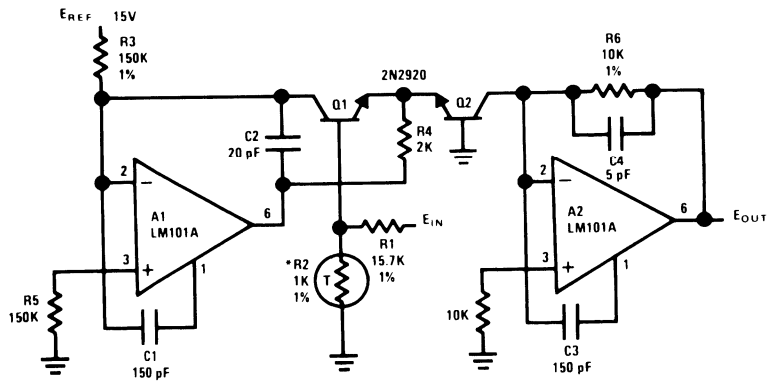 EREF 15V
R3
150K
1%
2N2920
R6
10K
1%
Q1
Q2
C2
20 pF
R4
2K
C4
5 pF
2
−
A1
LM101A
6
3
+
1
EIN
R1
15.7K
1%
*R2
1K
1%
T
R5
150K
C1
150 pF
2
−
A2
LM101A
6
EOUT
3
+
1
10K
C3
150 pF